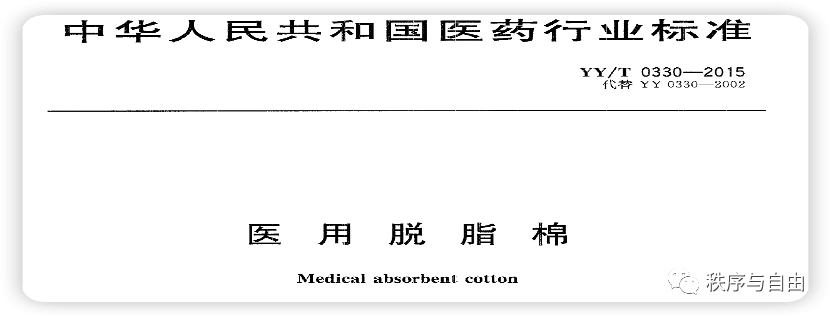 中华人民共和国医药行业标准
YY/T 0330—2015
代替 YY 0330—2002
医用脱脂棉
Medical absorbent cotton
秩序与自由